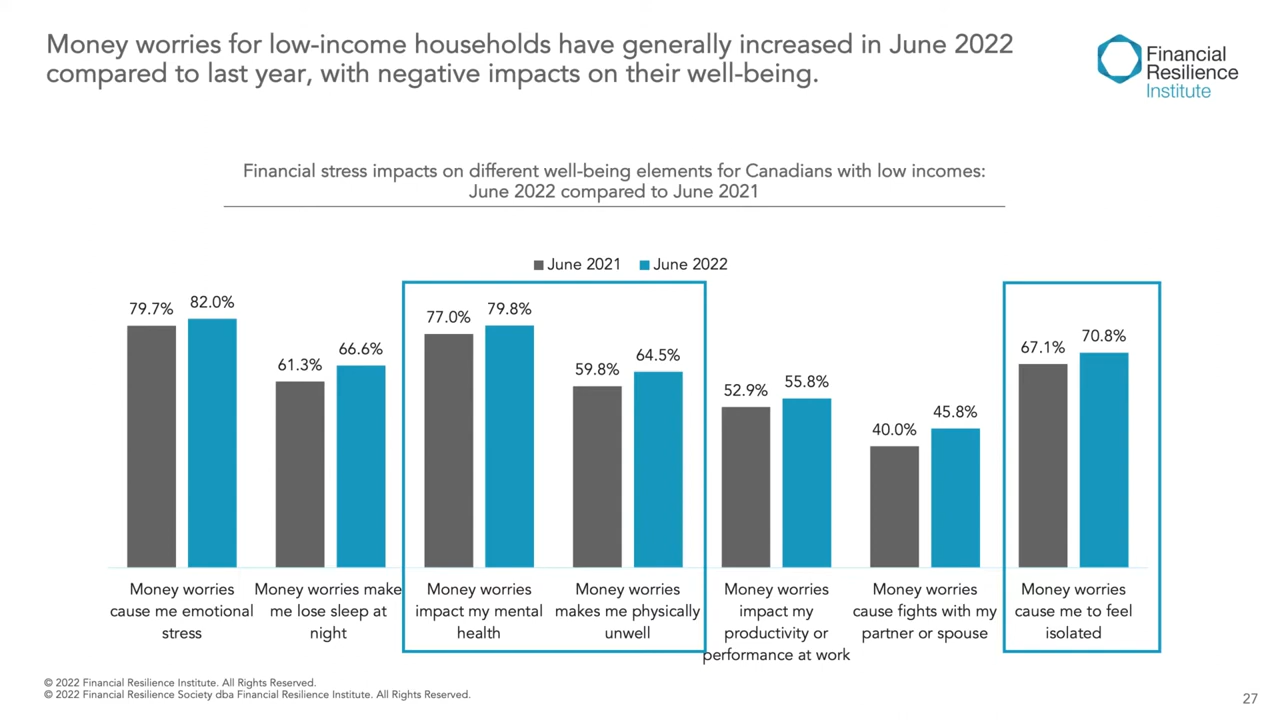 Money worries for low-income households have generally increased in June 2022
compared to last year, with negative impacts on their well-being.
Financial
Resilience
Institute
Financial stress impacts on different well-being elements for Canadians with low incomes:
June 2022 compared to June 2021
June 2021 June 2022
79.7% 82.0%
61.3% 66.6%
77.0% 79.8%
59.8% 64.5%
52.9% 55.8%
40.0% 45.8%
67.1% 70.8%
Money worries
cause me emotional
stress
Money worries make
me lose sleep at
night
Money worries
impact my mental
health
Money worries
makes me physically
unwell
Money worries
impact my
productivity or
performance at work
Money worries
cause fights with my
partner or spouse
Money worries
cause me to feel
isolated
© 2022 Financial Resilience Institute. All Rights Reserved.
© 2022 Financial Resilience Society dba Financial Resilience Institute. All Rights Reserved.
27